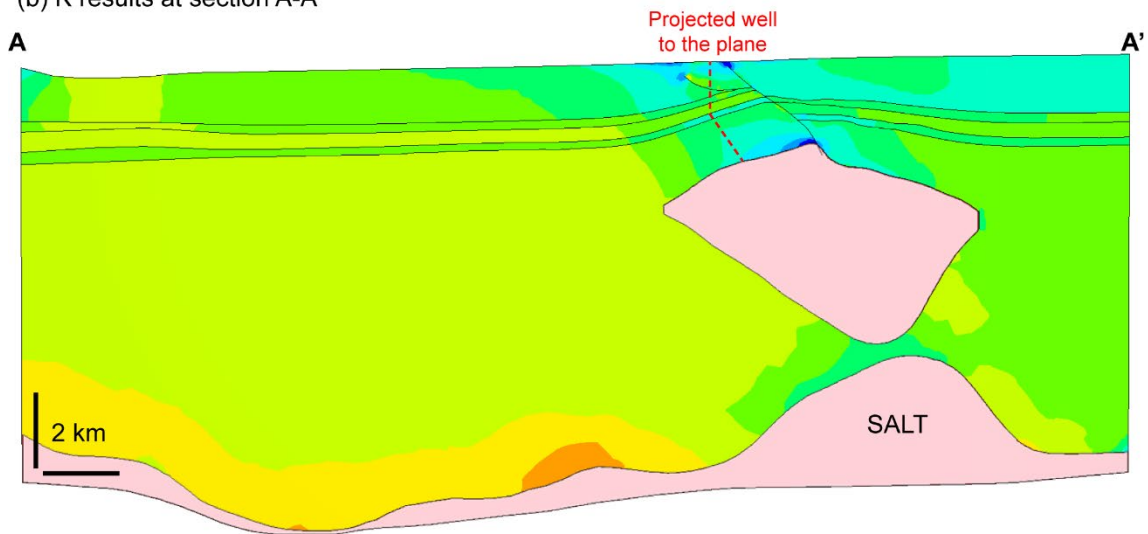 (b) K results at section A-A'
Projected well
to the plane
A
A'
2 km
SALT